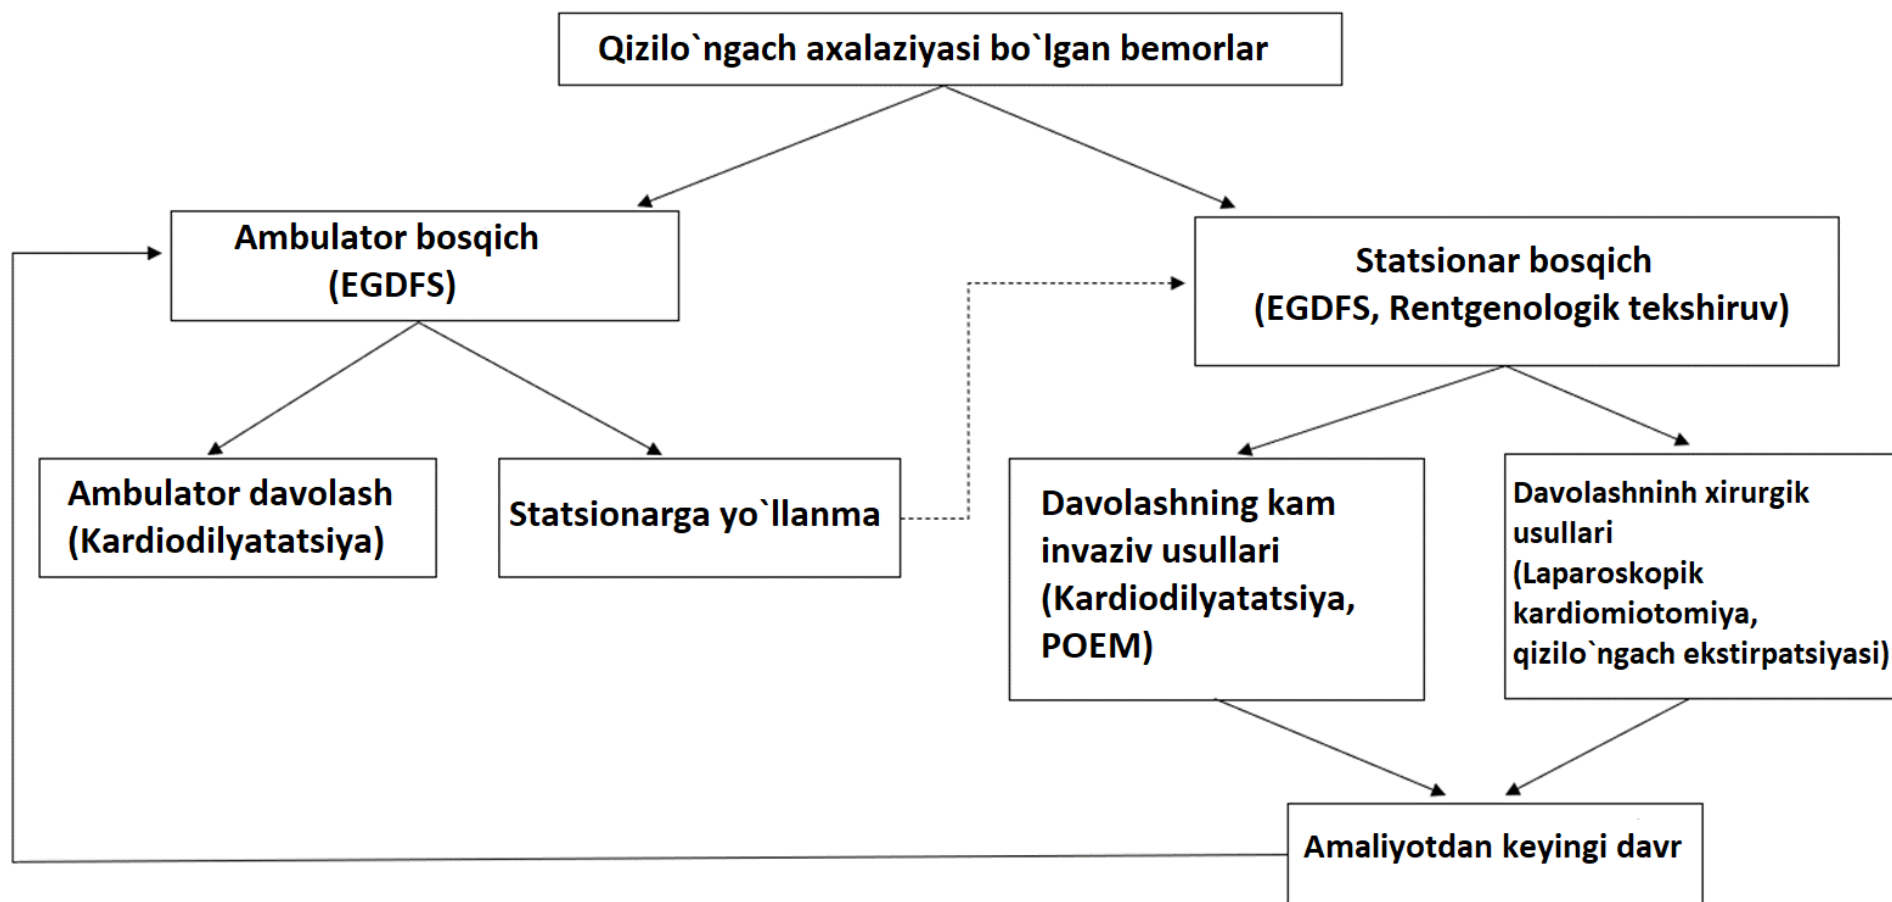 Qizilo`ngach axalaziyasi bo`lgan bemorlar
Ambulator bosqich
(EGDFS)
Statsionar bosqich
(EGDFS, Rentgenologik tekshiruv)
Ambulator davolash
(Kardiodilyatatsiya)
Statsionarga yo`llanma
Davolashning kam
invaziv usullari
(Kardiodilyatatsiya,
POEM)
Davolashninh xirurgik
usullari
(Laparoskopik
kardiomiotomiya,
qizilo`ngach ekstirpatsiyasi)
Amaliyotdan keyingi davr